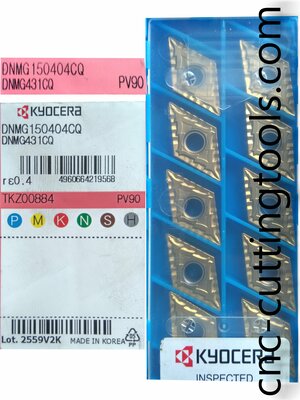 DNMG150404CQ
DNMG431CQ
PV90
KYOCERA
DNMG150404CQ
DNMG431CQ
rε0.4
4960664219568
TKZ00884
PV90
P M K N S H
Lot. 2559V2K
MADE IN KOREA
PP
KYOCERA
INSPECTED
cnc-cuttingtools.com